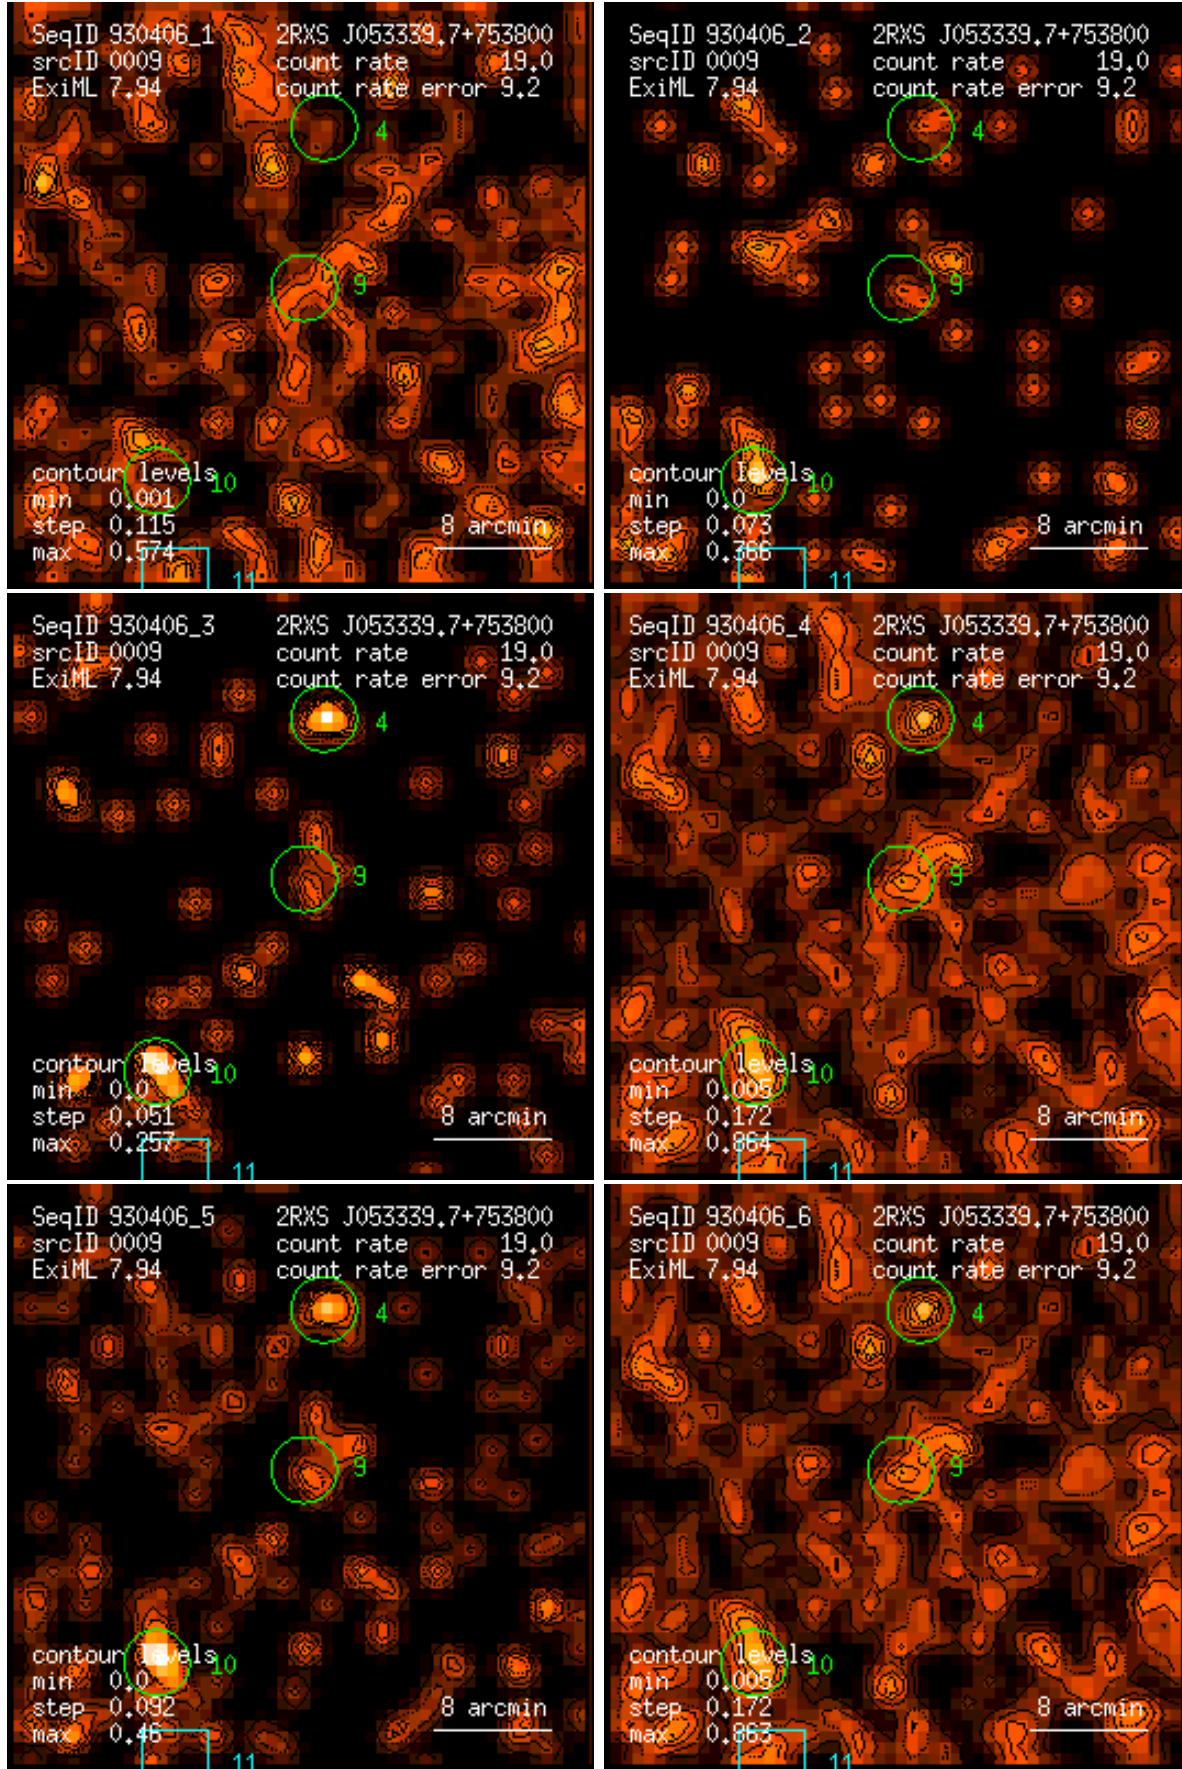 SeqID 930406_1 2RXS J053339.7+753800
srcID 0009 count rate 19.0
ExiML 7.94 count rate error 9.2
4
9
contour levels 10
min 0.001
step 0.115 8 arcmin
max 0.574
11
SeqID 930406_2 2RXS J053339.7+753800
srcID 0009 count rate 19.0
ExiML 7.94 count rate error 9.2
4
9
contour levels 10
min 0.0
step 0.073 8 arcmin
max 0.366
11
SeqID 930406_3 2RXS J053339.7+753800
srcID 0009 count rate 19.0
ExiML 7.94 count rate error 9.2
4
9
contour levels 10
min 0.0
step 0.051 8 arcmin
max 0.257
11
SeqID 930406_4 2RXS J053339.7+753800
srcID 0009 count rate 19.0
ExiML 7.94 count rate error 9.2
4
9
contour levels 10
min 0.005
step 0.172 8 arcmin
max 0.864
11
SeqID 930406_5 2RXS J053339.7+753800
srcID 0009 count rate 19.0
ExiML 7.94 count rate error 9.2
4
9
contour levels 10
min 0.0
step 0.092 8 arcmin
max 0.46
11
SeqID 930406_6 2RXS J053339.7+753800
srcID 0009 count rate 19.0
ExiML 7.94 count rate error 9.2
4
9
contour levels 10
min 0.005
step 0.172 8 arcmin
max 0.863
11